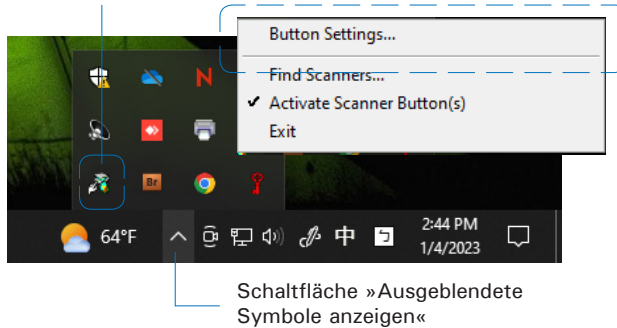 Button Settings...
Find Scanners...
✔ Activate Scanner Button(s)
Exit
N
Br
64°F
中
ㄅ
2:44 PM
1/4/2023
Schaltfläche »Ausgeblendete
Symbole anzeigen«